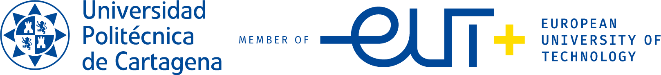 Universidad
Politécnica
de Cartagena
MEMBER OF
eut+
EUROPEAN
UNIVERSITY OF
TECHNOLOGY